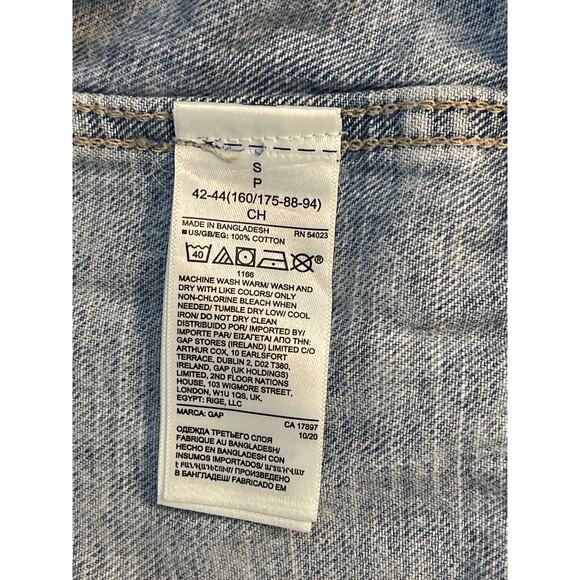 S
P
42-44(160/175-88-94)
CH
MADE IN BANGLADESH RN 54023
■US/GB/EG: 100% COTTON
40 ®
1166
MACHINE WASH WARM/ WASH AND
DRY WITH LIKE COLORS/ ONLY
NON-CHLORINE BLEACH WHEN
NEEDED/ TUMBLE DRY LOW/ COOL
IRON/ DO NOT DRY CLEAN
DISTRIBUIDO POR/ IMPORTED BY/
IMPORTE PAR/ ΕΙΣΑΓΕΤΑΙ ΑΠΟ ΤΗΝ:
GAP STORES (IRELAND) LIMITED C/O
ARTHUR COX, 10 EARLSFORT
TERRACE, DUBLIN 2, D02 T380,
IRELAND, GAP (UK HOLDINGS)
LIMITED, 2ND FLOOR NATIONS
HOUSE, 103 WIGMORE STREET,
LONDON, W1U 1QS, UK,
EGYPT: RIGE, LLC
MARCA: GAP CA 17897
10/20
ОДЕЖДА ТРЕТЬЕГО СЛОЯ
FABRIQUE AU BANGLADESH/
HECHO EN BANGLADESH CON
INSUMOS IMPORTADOS/ ԱՐՏԱԴՐՎԱԾ
Է ԲԱՆԳԼԱԴԵՇՈՒՄ/ ПРОИЗВЕДЕНО
В БАНГЛАДЕШ/ FABRICADO EM